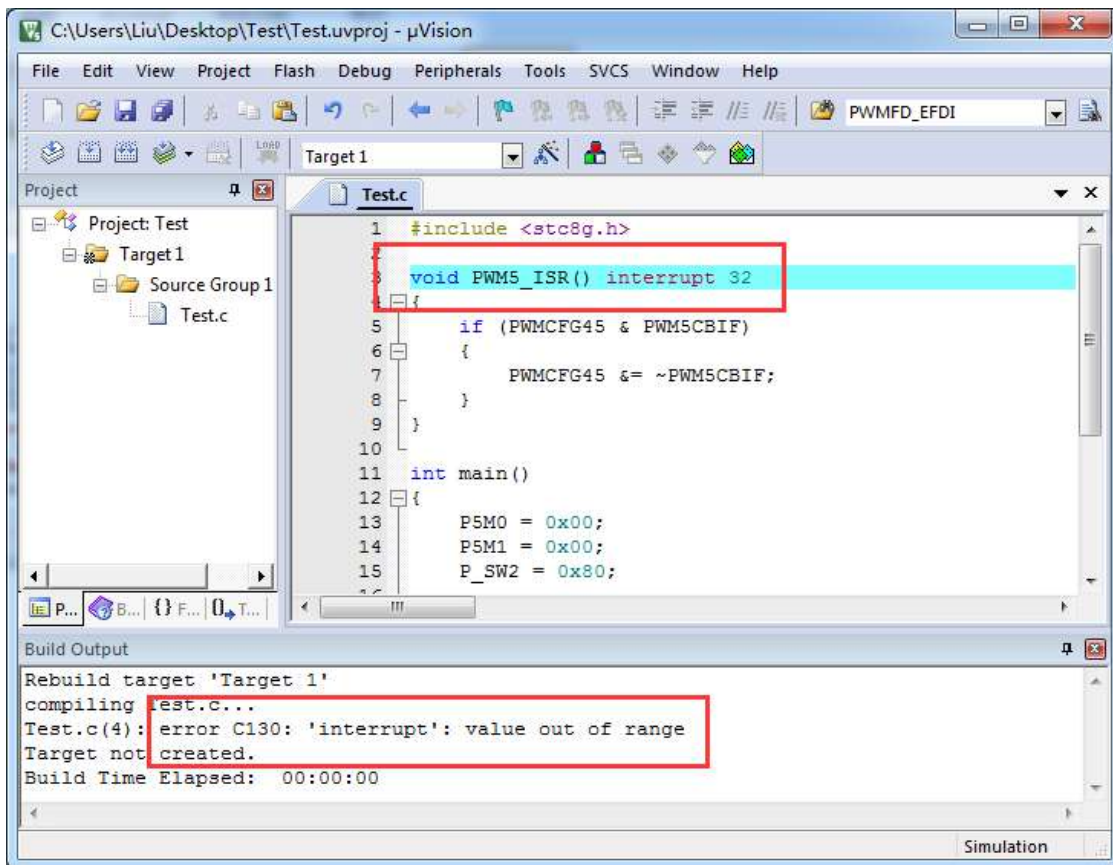 C:\Users\Liu\Desktop\Test\Test.uvproj - µVision
File Edit View Project Flash Debug Peripherals Tools SVCS Window Help
PWMFD_EFDI
LOAD Target 1
Project
Project: Test
Target 1
Source Group 1
Test.c
P... B... {} F... 0 T...
Test.c
1 #include <stc8g.h>
2
3 void PWM5_ISR() interrupt 32
4 {
5 if (PWMCFG45 & PWM5CBIF)
6 {
7 PWMCFG45 &= ~PWM5CBIF;
8 }
9 }
10
11 int main()
12 {
13 P5M0 = 0x00;
14 P5M1 = 0x00;
15 P_SW2 = 0x80;
Build Output
Rebuild target 'Target 1'
compiling Test.c...
Test.c(4): error C130: 'interrupt': value out of range
Target not created.
Build Time Elapsed: 00:00:00
Simulation